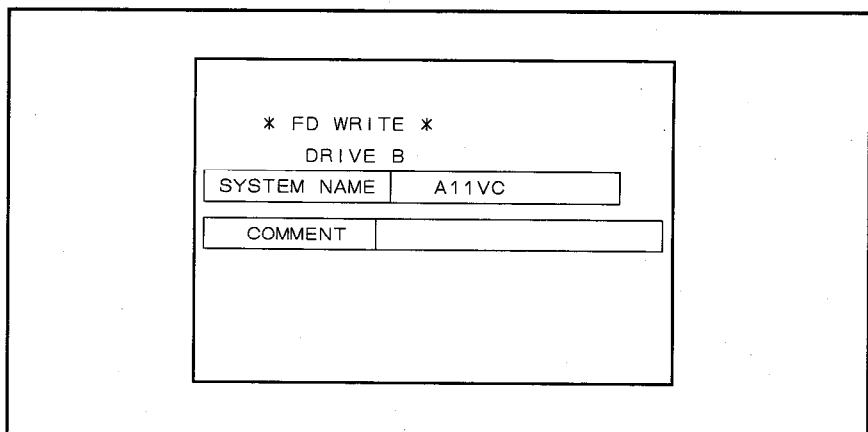 * FD WRITE *
DRIVE B
SYSTEM NAME A11VC
COMMENT